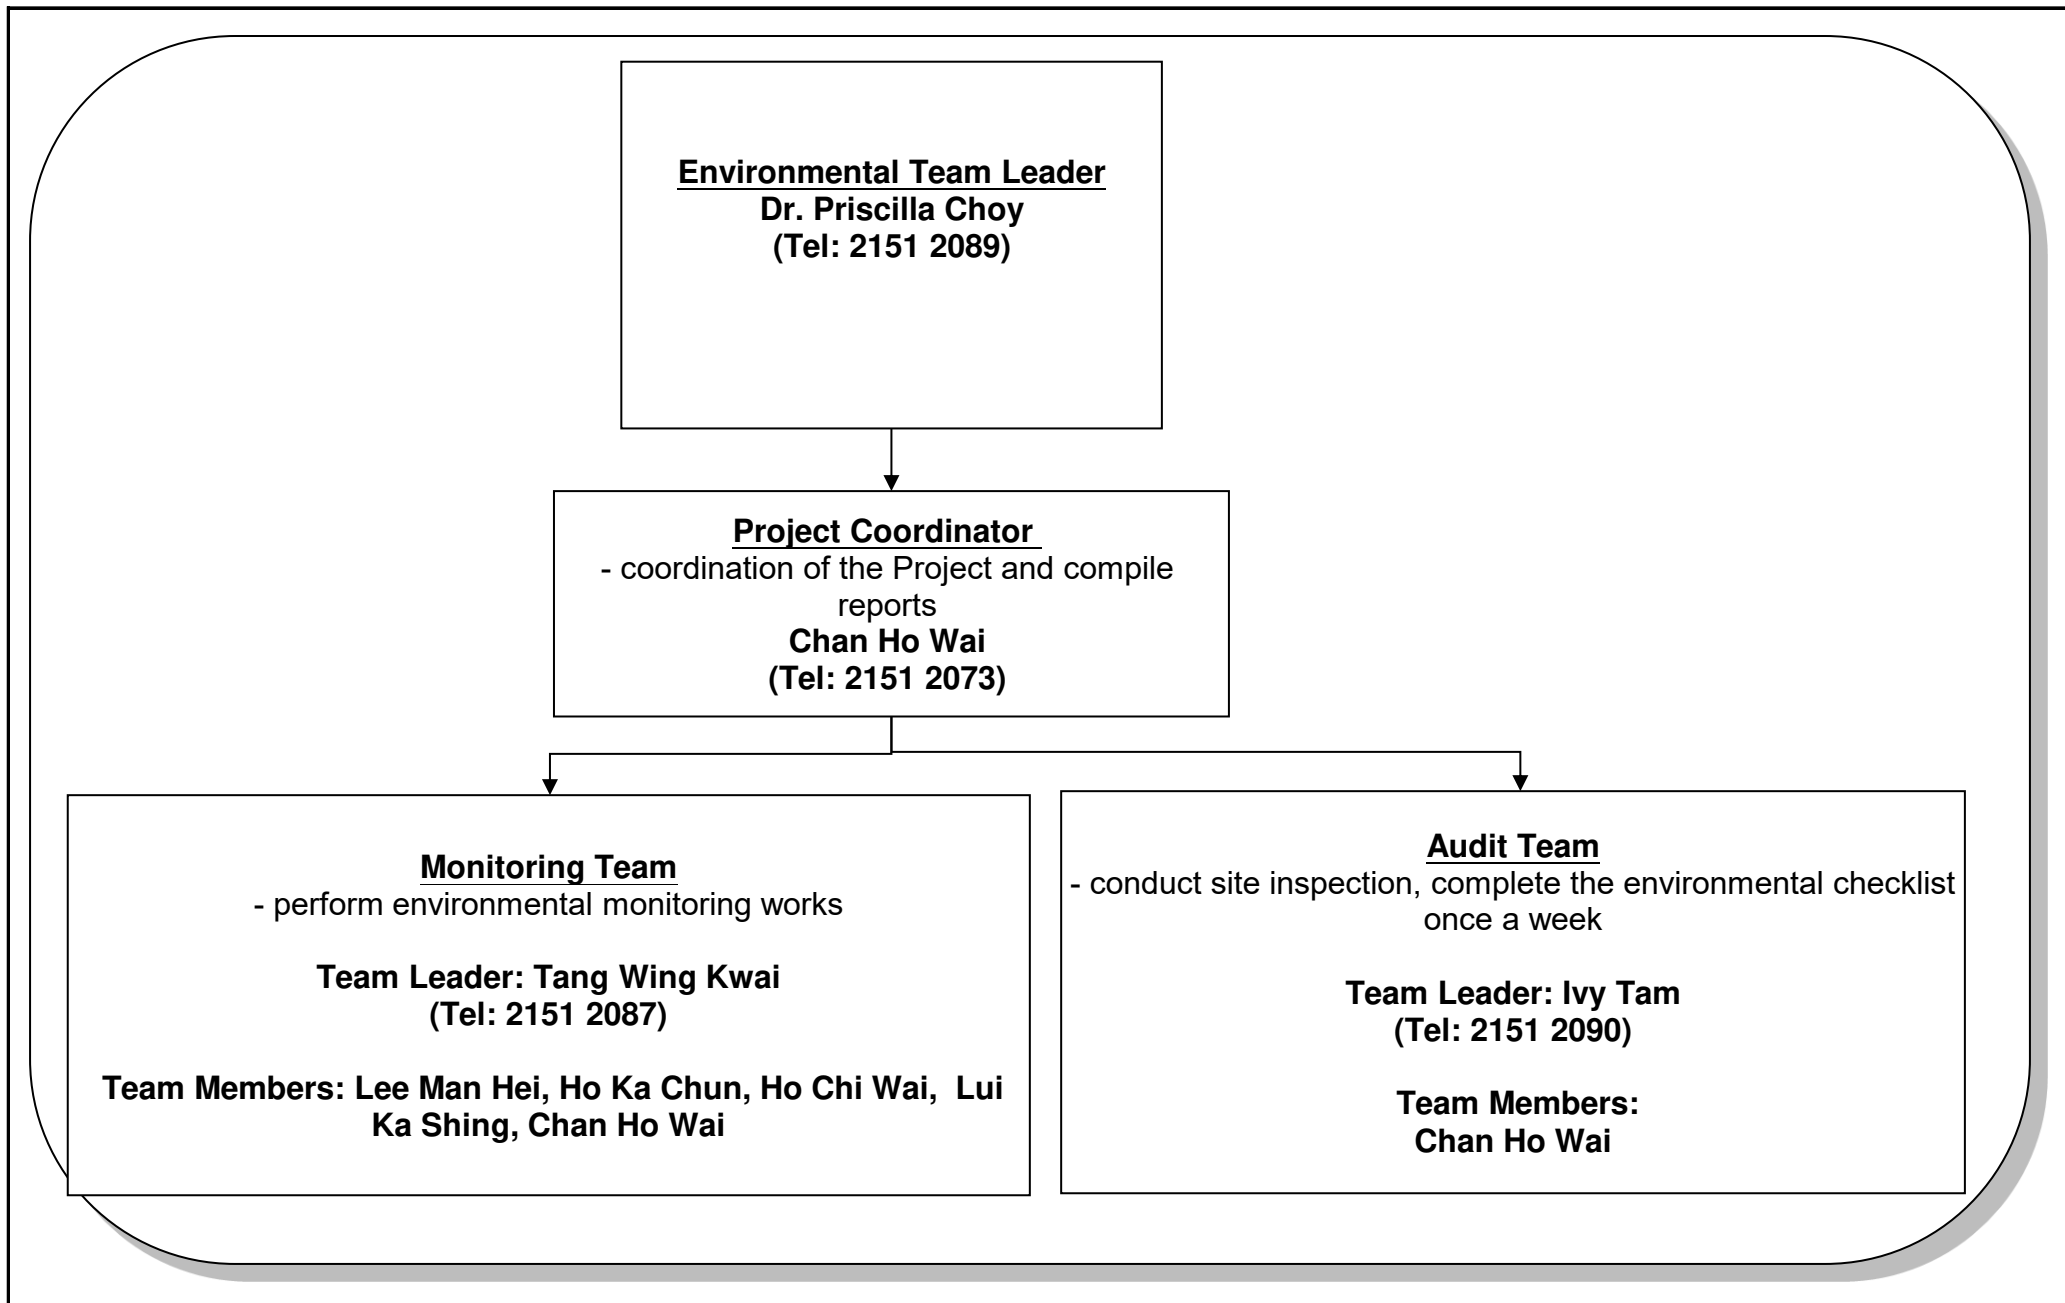 Environmental Team Leader
Dr. Priscilla Choy
(Tel: 2151 2089)
Project Coordinator
- coordination of the Project and compile
reports
Chan Ho Wai
(Tel: 2151 2073)
Monitoring Team
- perform environmental monitoring works
Team Leader: Tang Wing Kwai
(Tel: 2151 2087)
Team Members: Lee Man Hei, Ho Ka Chun, Ho Chi Wai, Lui
Ka Shing, Chan Ho Wai
Audit Team
- conduct site inspection, complete the environmental checklist
once a week
Team Leader: Ivy Tam
(Tel: 2151 2090)
Team Members:
Chan Ho Wai